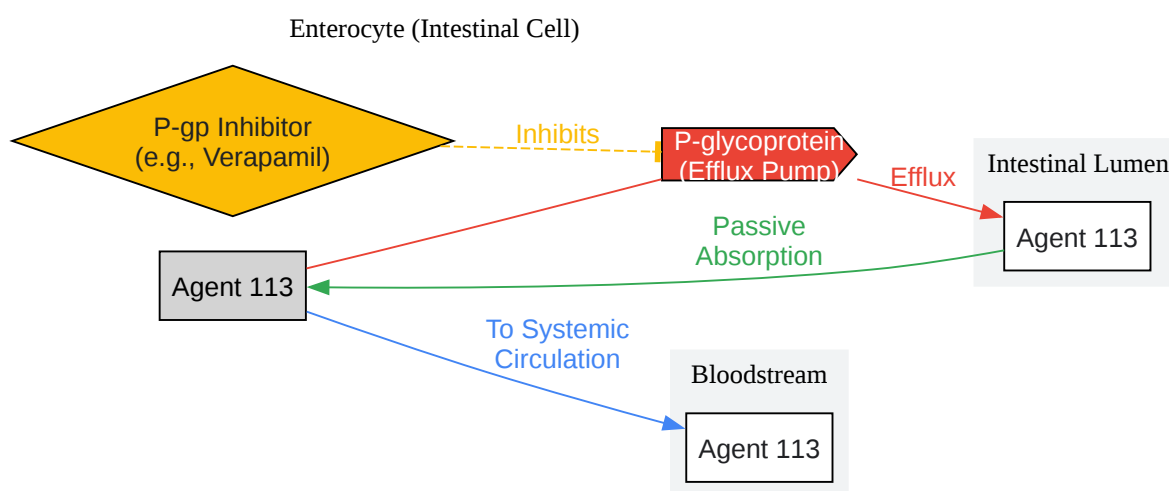 Enterocyte (Intestinal Cell)
P-gp Inhibitor
(e.g., Verapamil)
Inhibits
P-glycoprotein
(Efflux Pump)
Efflux
Intestinal Lumen
Agent 113
Passive
Absorption
Agent 113
To Systemic
Circulation
Bloodstream
Agent 113